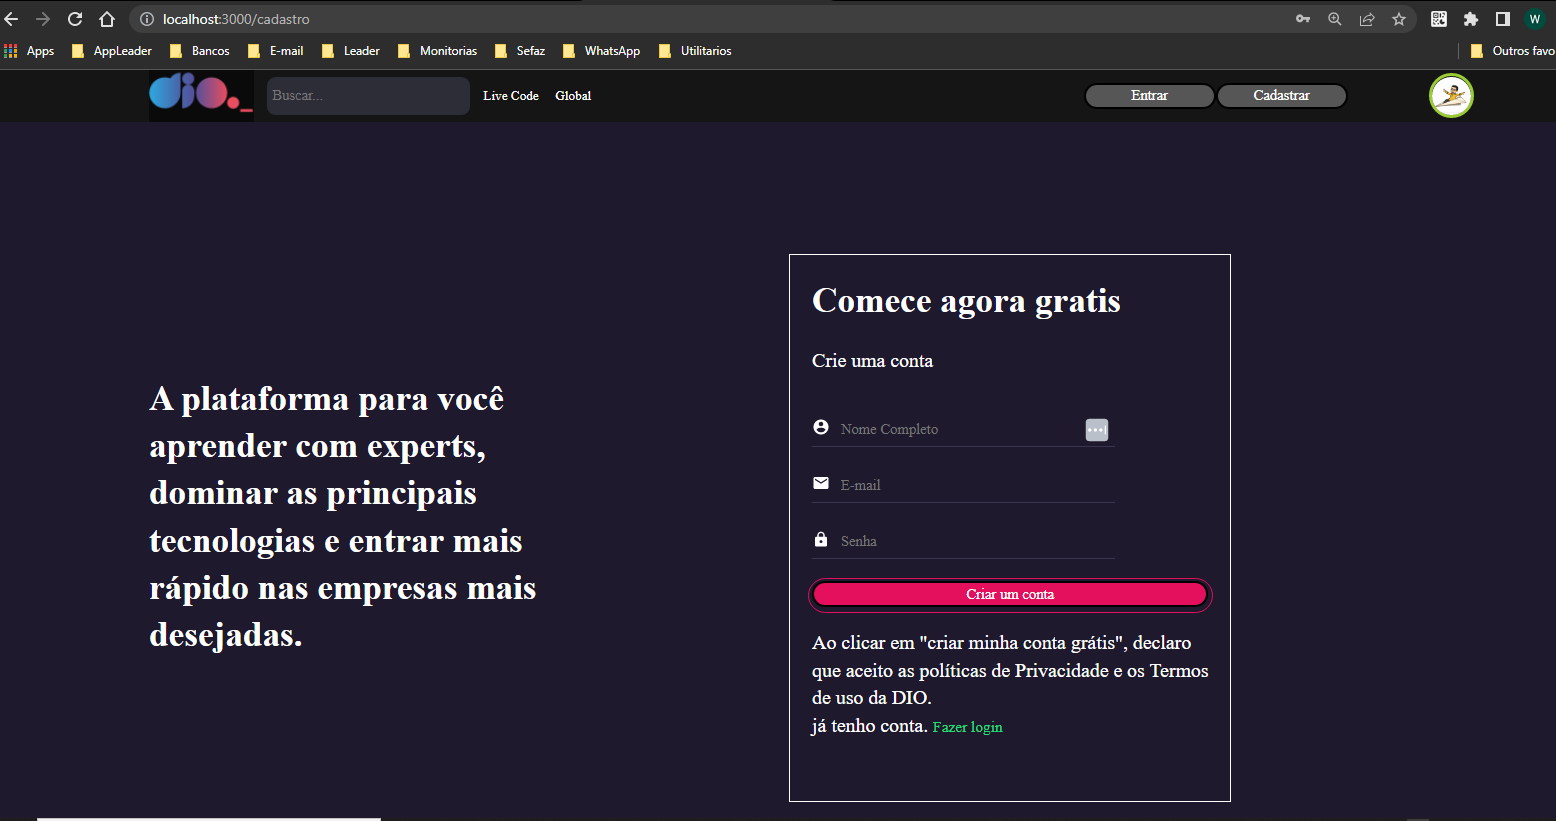 localhost:3000/cadastro
W
Apps AppLeader Bancos E-mail Leader Monitorias Sefaz WhatsApp Utilitarios Outros favo
dio._ Buscar... Live Code Global Entrar Cadastrar
A plataforma para você
aprender com experts,
dominar as principais
tecnologias e entrar mais
rápido nas empresas mais
desejadas.
Comece agora gratis
Crie uma conta
Nome Completo
E-mail
Senha
Criar um conta
Ao clicar em "criar minha conta grátis", declaro
que aceito as políticas de Privacidade e os Termos
de uso da DIO.
já tenho conta. Fazer login